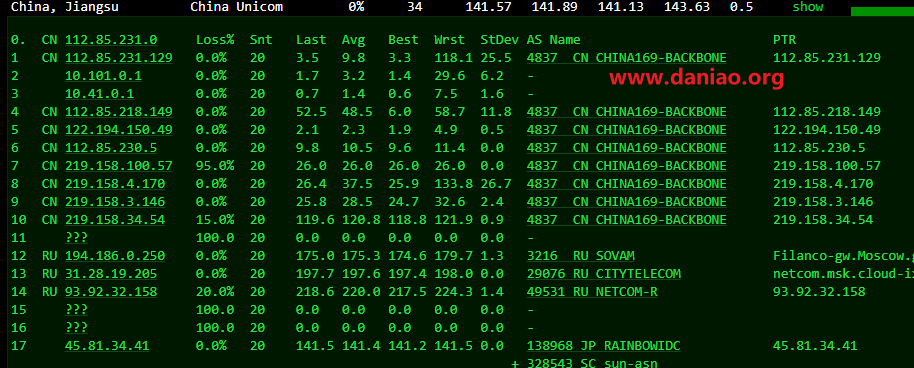 China, Jiangsu China Unicom 0% 34 141.57 141.89 141.13 143.63 0.5 show
0. CN 112.85.231.0 Loss% Snt Last Avg Best Wrst StDev AS Name PTR
1 CN 112.85.231.129 0.0% 20 3.5 9.8 3.3 118.1 25.5 4837 CN CHINA169-BACKBONE 112.85.231.129
2 10.101.0.1 0.0% 20 1.7 3.2 1.4 29.6 6.2 -
www.daniao.org
3 10.41.0.1 0.0% 20 0.7 1.4 0.6 7.5 1.6 -
4 CN 112.85.218.149 0.0% 20 52.5 48.5 6.0 58.7 11.8 4837 CN CHINA169-BACKBONE 112.85.218.149
5 CN 122.194.150.49 0.0% 20 2.1 2.3 1.9 4.9 0.5 4837 CN CHINA169-BACKBONE 122.194.150.49
6 CN 112.85.230.5 0.0% 20 9.8 10.5 9.6 11.4 0.0 4837 CN CHINA169-BACKBONE 112.85.230.5
7 CN 219.158.100.57 95.0% 20 26.0 26.0 26.0 26.0 0.0 4837 CN CHINA169-BACKBONE 219.158.100.57
8 CN 219.158.4.170 0.0% 20 26.4 37.5 25.9 133.8 26.7 4837 CN CHINA169-BACKBONE 219.158.4.170
9 CN 219.158.3.146 0.0% 20 25.8 28.5 24.7 32.6 2.4 4837 CN CHINA169-BACKBONE 219.158.3.146
10 CN 219.158.34.54 15.0% 20 119.6 120.8 118.8 121.9 0.9 4837 CN CHINA169-BACKBONE 219.158.34.54
11 ??? 100.0 20 0.0 0.0 0.0 0.0 0.0 -
12 RU 194.186.0.250 0.0% 20 175.0 175.3 174.6 179.7 1.3 3216 RU SOVAM Filanco-gw.Moscow.g
13 RU 31.28.19.205 0.0% 20 197.7 197.6 197.4 198.0 0.0 29076 RU CITYTELECOM netcom.msk.cloud-ix
14 RU 93.92.32.158 20.0% 20 218.6 220.0 217.5 224.3 1.4 49531 RU NETCOM-R 93.92.32.158
15 ??? 100.0 20 0.0 0.0 0.0 0.0 0.0 -
16 ??? 100.0 20 0.0 0.0 0.0 0.0 0.0 -
17 45.81.34.41 0.0% 20 141.5 141.4 141.2 141.5 0.0 138968 JP RAINBOWIDC 45.81.34.41
+ 328543 SC sun-asn